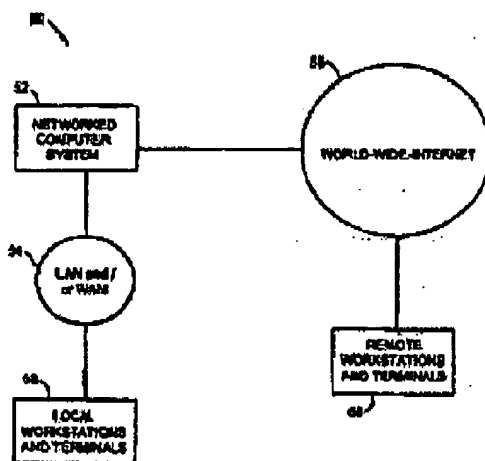 52
NETWORKED
COMPUTER
SYSTEM
WORLD-WIDE-INTERNET
54
LAN and /
or WAN
REMOTE
WORKSTATIONS
AND TERMINALS
LOCAL
WORKSTATIONS
AND TERMINALS